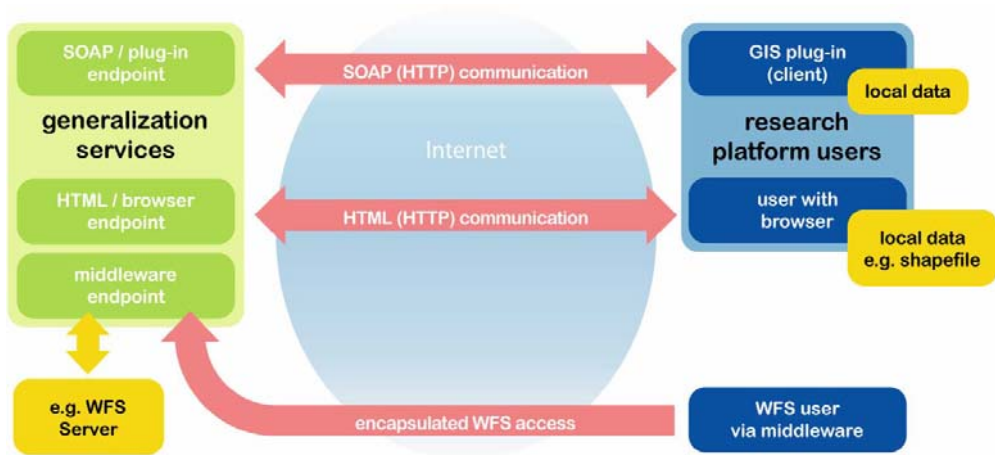 SOAP / plug-in
endpoint
generalization
services
HTML / browser
endpoint
middleware
endpoint
e.g. WFS
Server
SOAP (HTTP) communication
Internet
HTML (HTTP) communication
encapsulated WFS access
GIS plug-in
(client)
local data
research
platform users
user with
browser
local data
e.g. shapefile
WFS user
via middleware